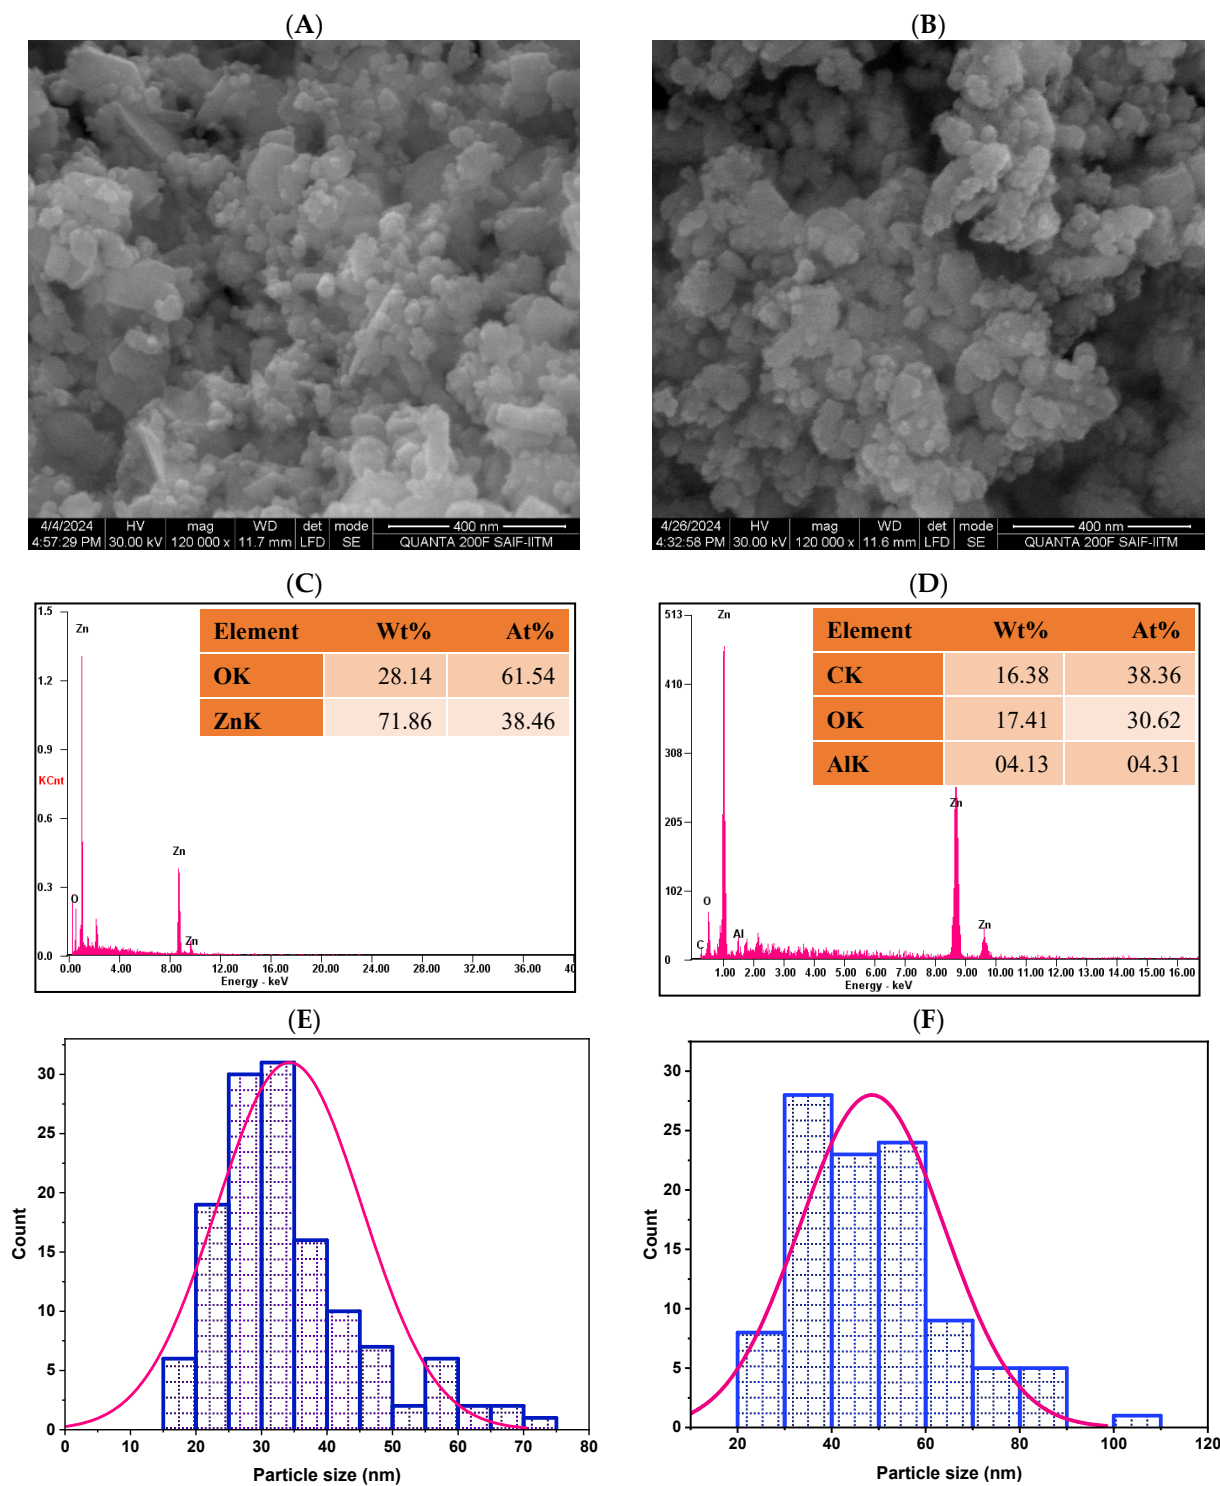 (A)
(B)
4/4/2024 HV mag WD det mode 400 nm
4:57:29 PM 30.00 kV 120 000 x 11.7 mm LFD SE QUANTA 200F SAIF-IITM
4/26/2024 HV mag WD det mode 400 nm
4:32:58 PM 30.00 kV 120 000 x 11.6 mm LFD SE QUANTA 200F SAIF-IITM
(C)
1.5
1.2
0.9
KCnt
0.6
0.3
0.0
Zn
O
Zn
Zn
Element Wt% At%
OK 28.14 61.54
ZnK 71.86 38.46
0.00 4.00 8.00 12.00 16.00 20.00 24.00 28.00 32.00 36.00 40
Energy - keV
(D)
513
410
308
205
102
0
Zn
C
O
Al
Zn
Zn
Element Wt% At%
CK 16.38 38.36
OK 17.41 30.62
AlK 04.13 04.31
1.00 2.00 3.00 4.00 5.00 6.00 7.00 8.00 9.00 10.00 11.00 12.00 13.00 14.00 15.00 16.00
Energy - keV
(E)
30
25
20
15
10
5
0
Count
0 10 20 30 40 50 60 70 80
Particle size (nm)
(F)
30
25
20
15
10
5
0
Count
20 40 60 80 100 120
Particle size (nm)